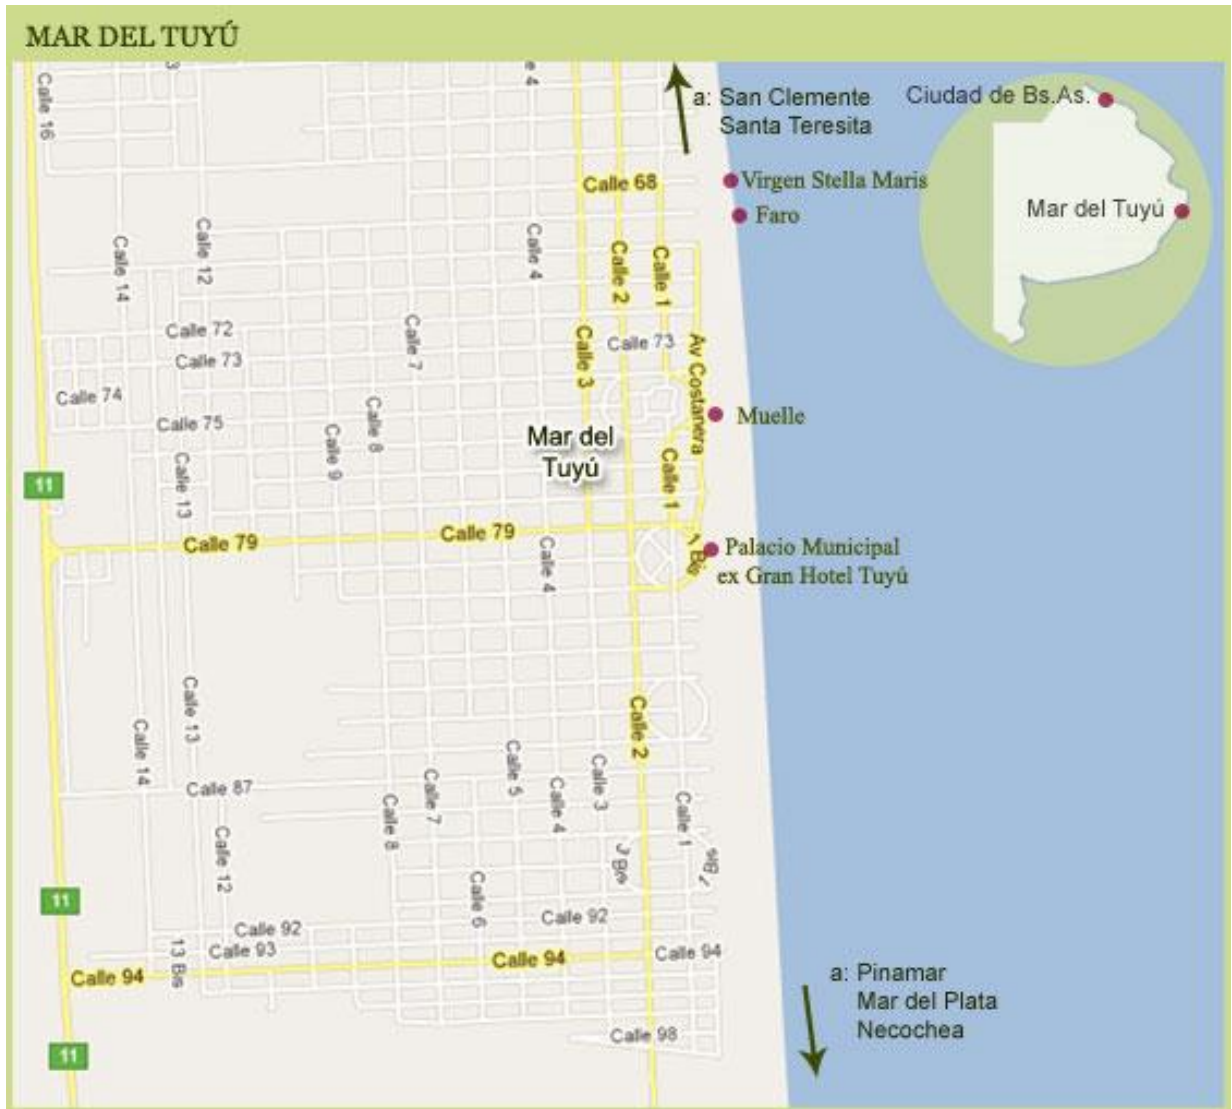 MAR DEL TUYÚ
Calle 16
3
e 4
a: San Clemente
Santa Teresita
Ciudad de Bs.As.
Mar del Tuyú
Calle 68
Virgen Stella Maris
Faro
Calle 14
Calle 12
Calle 4
Calle 2
Calle 1
Calle 72
Calle 73
Calle 7
Calle 3
Calle 73
Av Costanera
Calle 74
Calle 75
Calle 8
Calle 9
Muelle
Mar del
Tuyú
Calle 1
11
Calle 13
Calle 79
Calle 79
Calle 4
1 Bis
Palacio Municipal
ex Gran Hotel Tuyú
Calle 13
Calle 14
Calle 2
Calle 87
Calle 5
Calle 3
Calle 7
Calle 4
Calle 8
Calle 1
Calle 12
Calle 6
11
Calle 92
Calle 92
Calle 93
13 Bis
Calle 94
Calle 94
Calle 94
a: Pinamar
Mar del Plata
Necochea
Calle 98
11